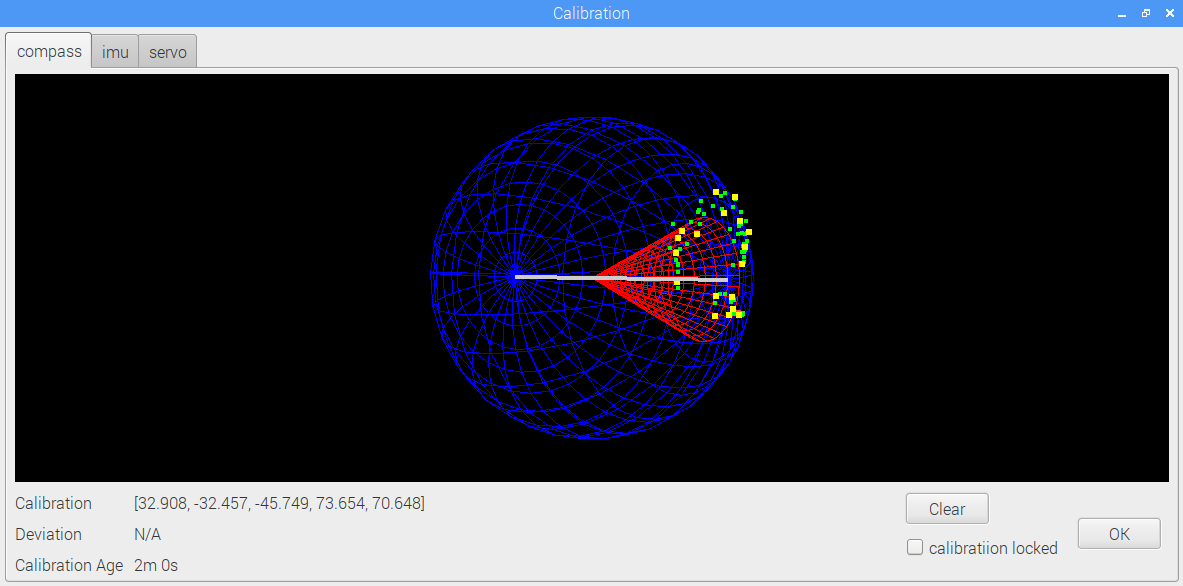 Calibration
compass imu servo
Calibration [32.908, -32.457, -45.749, 73.654, 70.648]
Deviation N/A
Calibration Age 2m 0s
Clear
calibratiion locked
OK